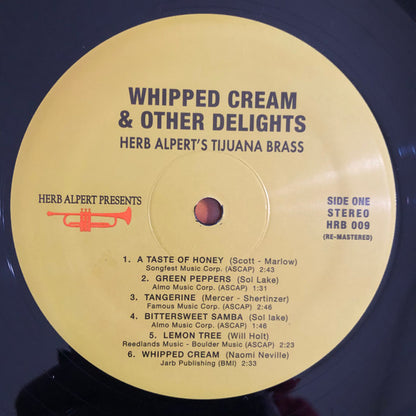 WHIPPED CREAM
& OTHER DELIGHTS
HERB ALPERT'S TIJUANA BRASS
HERB ALPERT PRESENTS
SIDE ONE
STEREO
HRB 009
(RE-MASTERED)
1. A TASTE OF HONEY (Scott - Marlow)
Songfest Music Corp. (ASCAP) 2:43
2. GREEN PEPPERS (Sol Lake)
Almo Music Corp. (ASCAP) 1:31
3. TANGERINE (Mercer - Shertinzer)
Famous Music Corp. (ASCAP) 2:46
4. BITTERSWEET SAMBA (Sol lake)
Almo Music Corp. (ASCAP) 1:46
5. LEMON TREE (Will Holt)
Reedlands Music - Boulder Music (ASCAP) 2:23
6. WHIPPED CREAM (Naomi Neville)
Jarb Publishing (BMI) 2:33